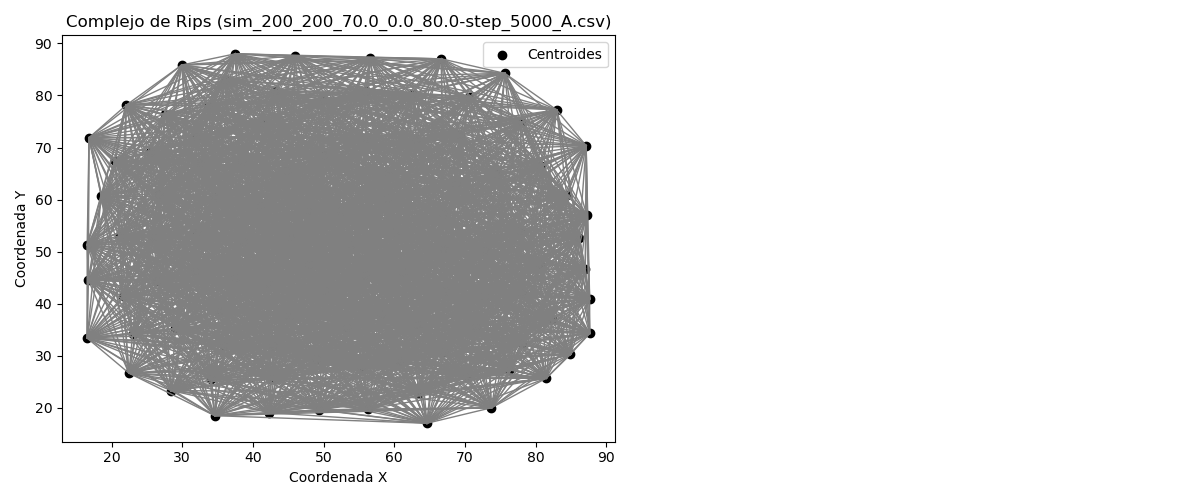 Complejo de Rips (sim_200_200_70.0_0.0_80.0-step_5000_A.csv)
90
80
70
60
50
40
30
20
Coordenada Y
Centroides
20 30 40 50 60 70 80 90
Coordenada X